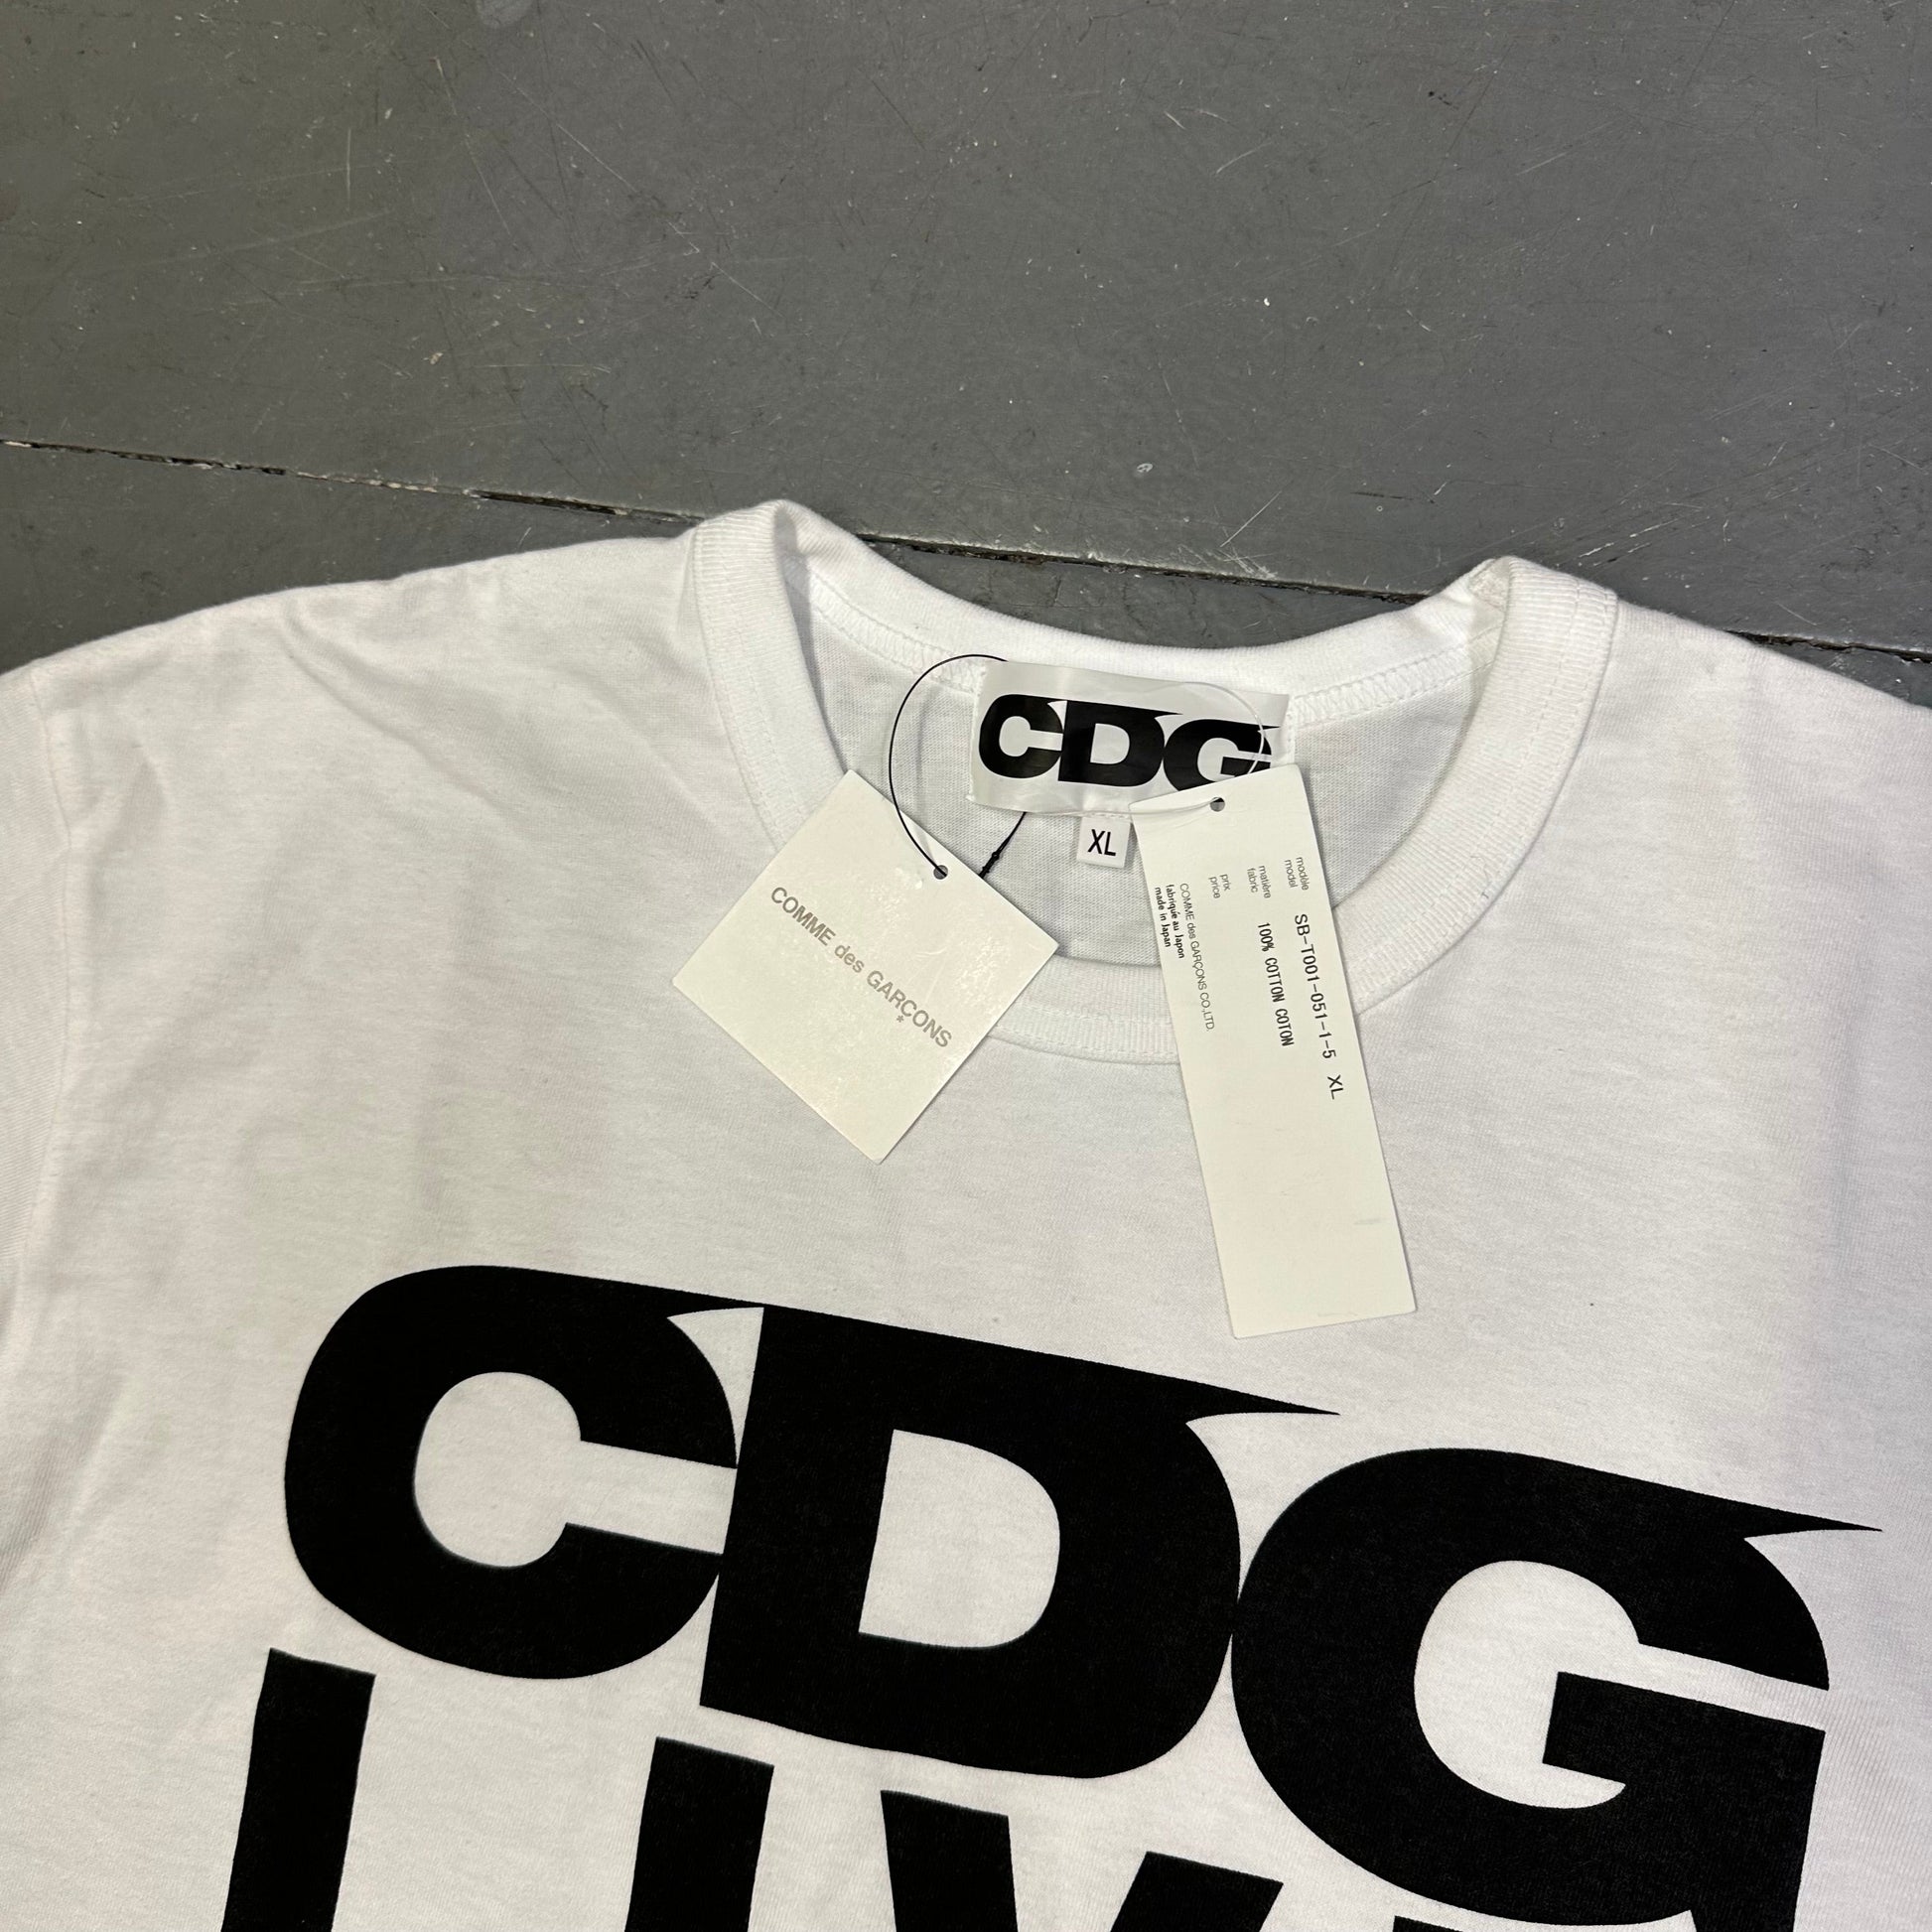 CDG
XL
COMME des GARÇONS
*
modèle
model SB-T001-051-1-5 XL
matière
fabric 100% COTTON COTON
prix
price
COMME des GARÇONS CO.,LTD.
fabriquée au Japon
made in Japan
CDG